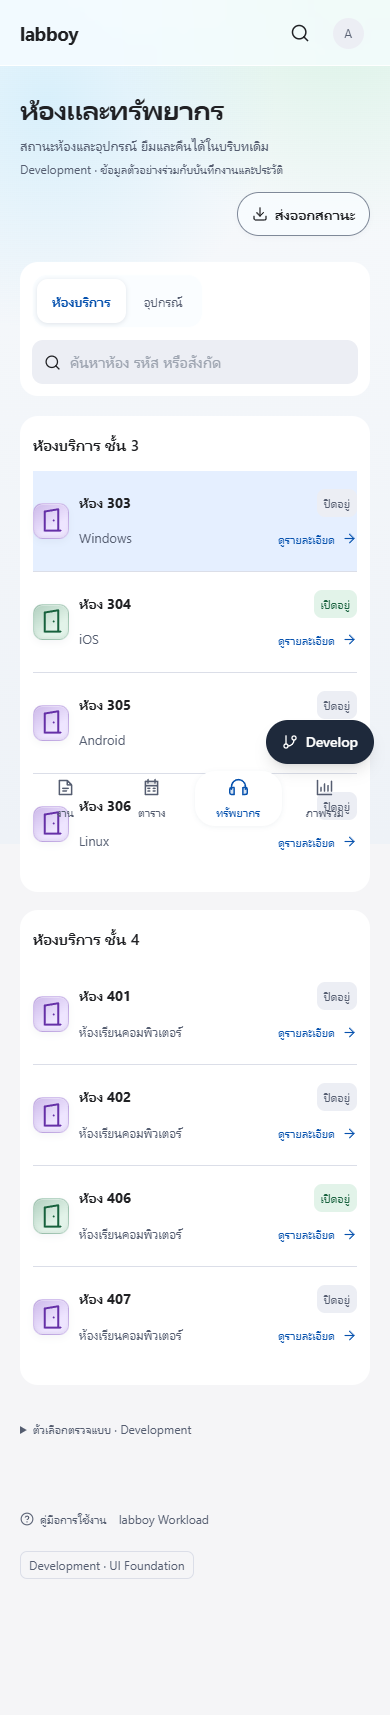 labboy
A
ห้องและทรัพยากร
สถานะห้องและอุปกรณ์ ยืมและคืนได้ในบริบทเดิม
Development · ข้อมูลตัวอย่างร่วมกับบันทึกงานและประวัติ
ส่งออกสถานะ
ห้องบริการ
อุปกรณ์
ค้นหาห้อง รหัส หรือสังกัด
ห้องบริการ ชั้น 3
ห้อง 303
ปิดอยู่
Windows
ดูรายละเอียด
ห้อง 304
เปิดอยู่
iOS
ดูรายละเอียด
ห้อง 305
ปิดอยู่
Android
Develop
ห้อง 306
ปิดอยู่
งาน
ตาราง
ทรัพยากร
ภาพรวม
Linux
ดูรายละเอียด
ห้องบริการ ชั้น 4
ห้อง 401
ปิดอยู่
ห้องเรียนคอมพิวเตอร์
ดูรายละเอียด
ห้อง 402
ปิดอยู่
ห้องเรียนคอมพิวเตอร์
ดูรายละเอียด
ห้อง 406
เปิดอยู่
ห้องเรียนคอมพิวเตอร์
ดูรายละเอียด
ห้อง 407
ปิดอยู่
ห้องเรียนคอมพิวเตอร์
ดูรายละเอียด
ตัวเลือกตรวจแบบ · Development
คู่มือการใช้งาน labboy Workload
Development · UI Foundation